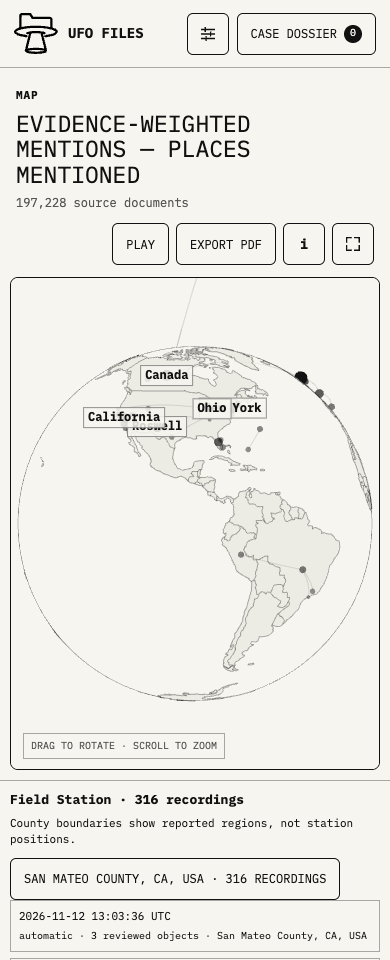 UFO FILES
CASE DOSSIER 0
MAP
EVIDENCE-WEIGHTED
MENTIONS — PLACES
MENTIONED
197,228 source documents
PLAY
EXPORT PDF
i
Canada
Ohio York
California
Roswell
DRAG TO ROTATE · SCROLL TO ZOOM
Field Station · 316 recordings
County boundaries show reported regions, not station
positions.
SAN MATEO COUNTY, CA, USA · 316 RECORDINGS
2026-11-12 13:03:36 UTC
automatic · 3 reviewed objects · San Mateo County, CA, USA